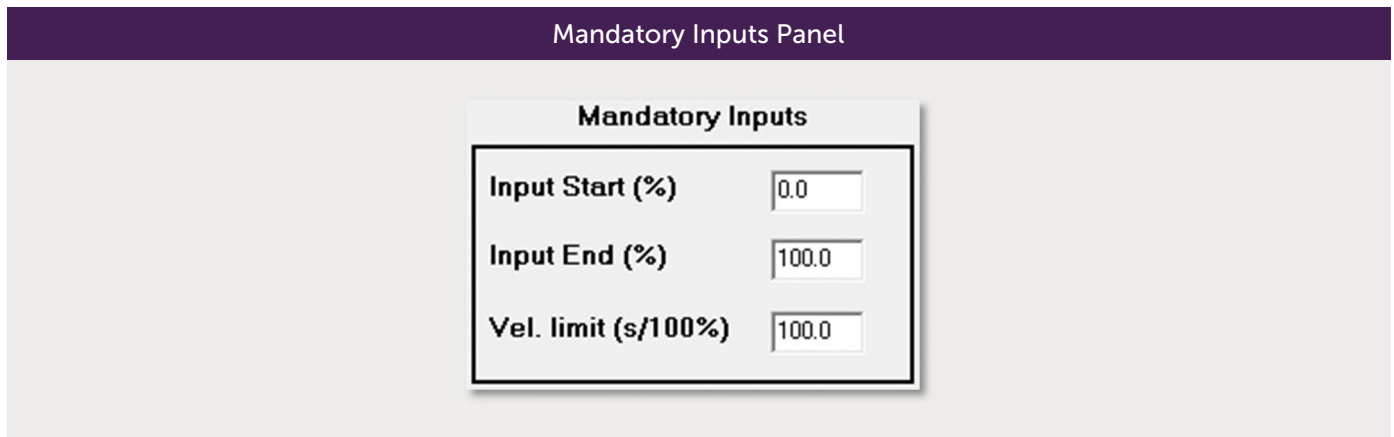 Mandatory Inputs Panel
Mandatory Inputs
Input Start (%) 0.0
Input End (%) 100.0
Vel. limit (s/100%) 100.0